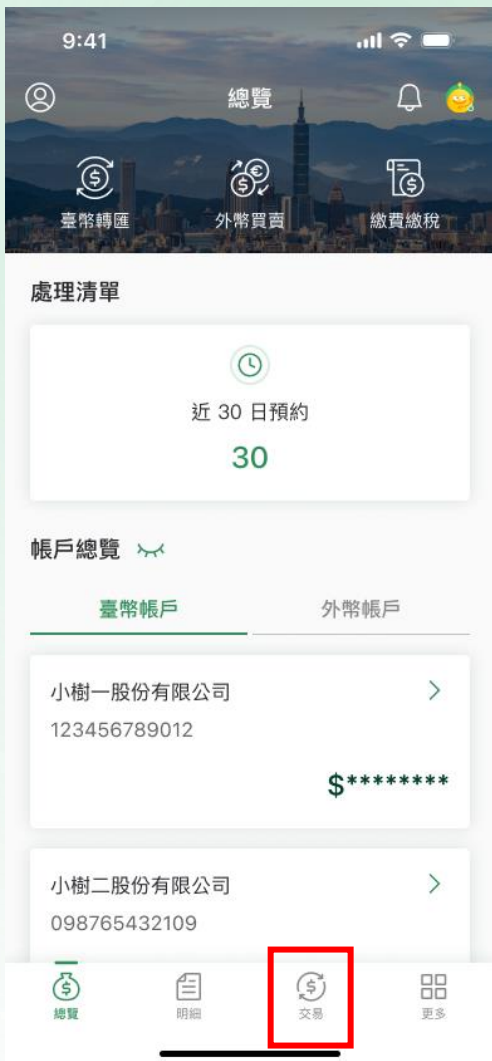 9:41
總覽
臺幣轉匯
外幣買賣
繳費繳稅
處理清單
近 30 日預約
30
帳戶總覽
臺幣帳戶
外幣帳戶
小樹一股份有限公司
123456789012
$********
小樹二股份有限公司
098765432109
總覽
明細
交易
更多